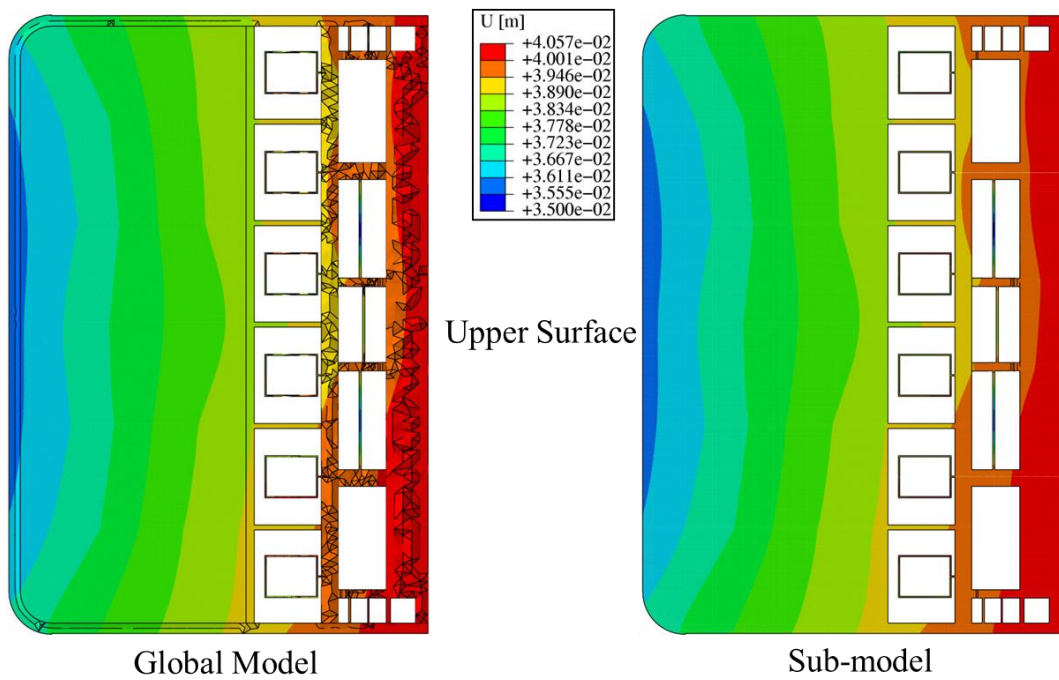 U [m]
+4.057e−02
+4.001e−02
+3.946e−02
+3.890e−02
+3.834e−02
+3.778e−02
+3.723e−02
+3.667e−02
+3.611e−02
+3.555e−02
+3.500e−02
Upper Surface
Global Model
Sub-model